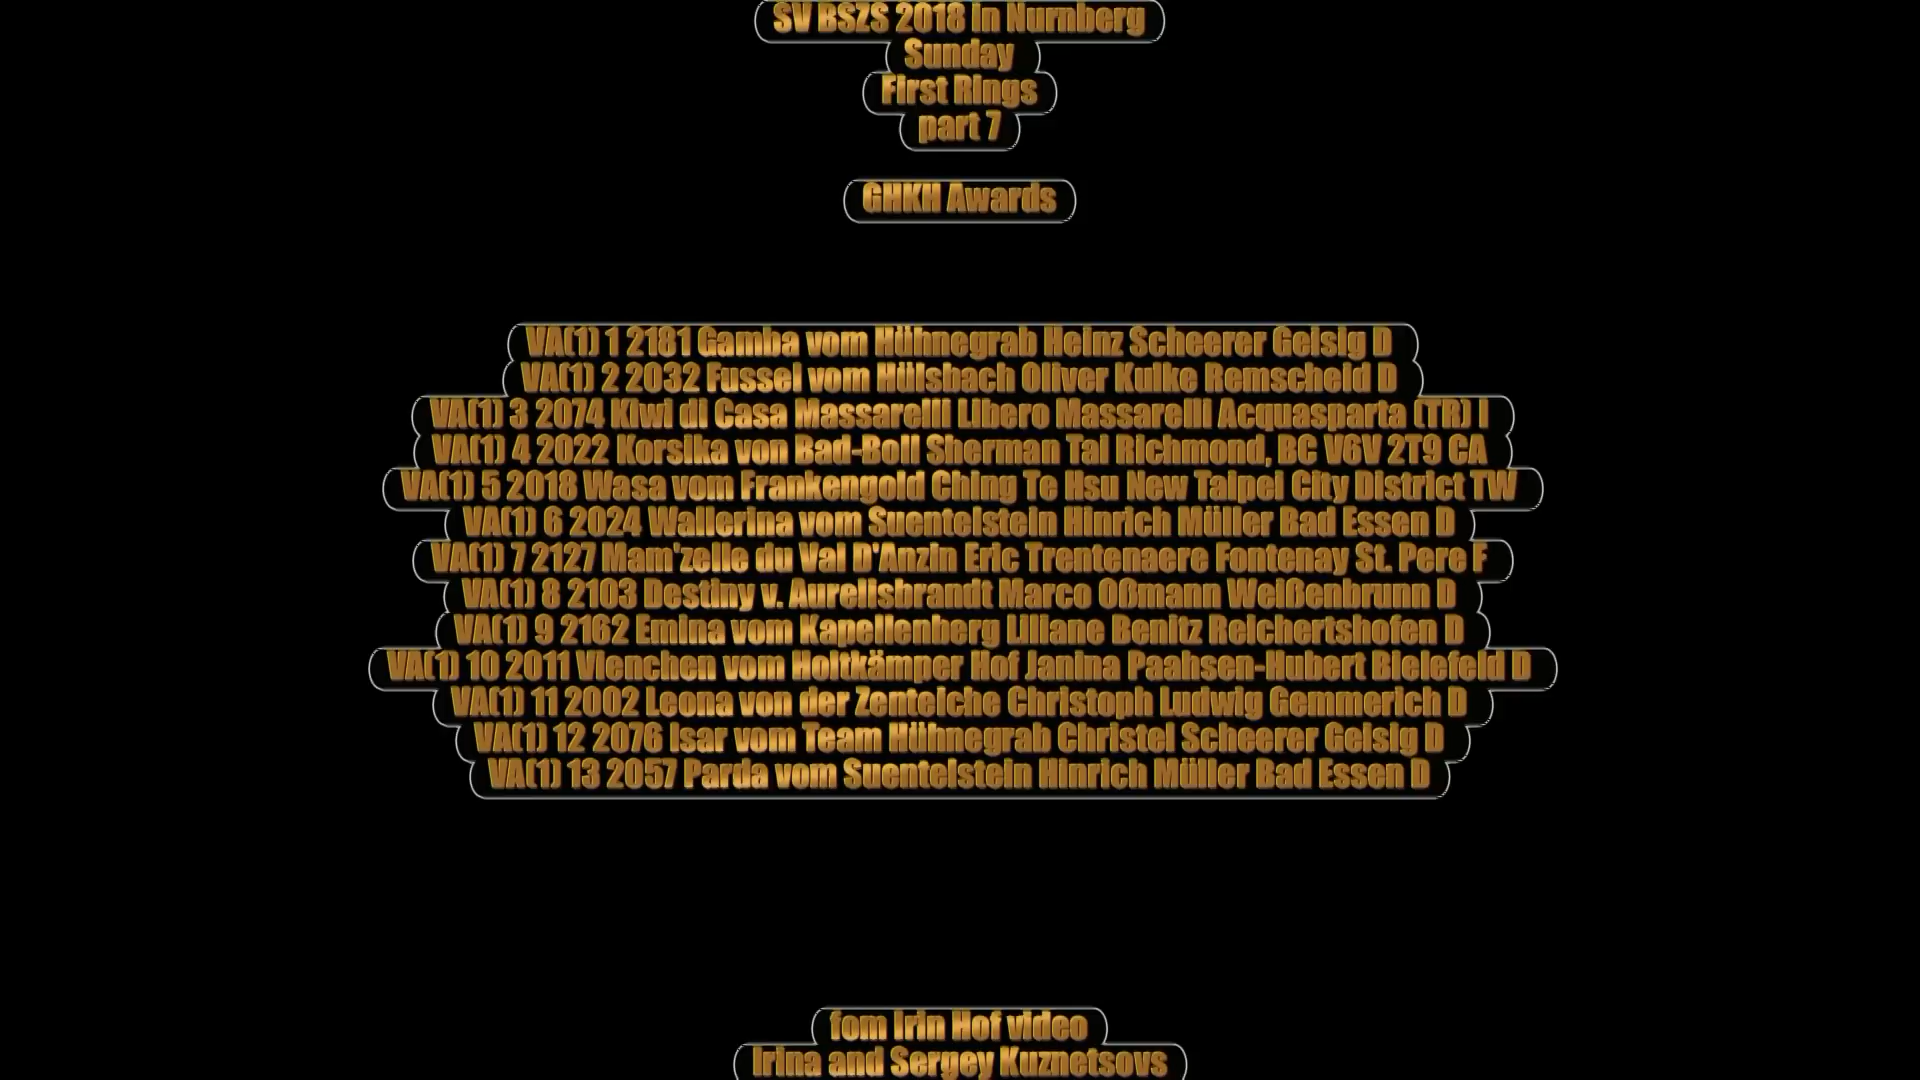 SV BSZS 2018 in Nurnberg
Sunday
First Rings
part 7
GHKH Awards
VA(1) 1 2181 Gamba vom Hühnegrab Heinz Scheerer Geisig D
VA(1) 2 2032 Fussel vom Hülsbach Oliver Kulke Remscheid D
VA(1) 3 2074 Kiwi di Casa Massarelli Libero Massarelli Acquasparta (TR) I
VA(1) 4 2022 Korsika von Bad-Boll Sherman Tai Richmond, BC V6V 2T9 CA
VA(1) 5 2018 Wasa vom Frankengold Ching Te Hsu New Taipei City District TW
VA(1) 6 2024 Wallerina vom Suentelstein Hinrich Müller Bad Essen D
VA(1) 7 2127 Mam'zelle du Val D'Anzin Eric Trentenaere Fontenay St. Pere F
VA(1) 8 2103 Destiny v. Aurelisbrandt Marco Oßmann Weißenbrunn D
VA(1) 9 2162 Emina vom Kapellenberg Liliane Benitz Reichertshofen D
VA(1) 10 2011 Vienchen vom Holtkämper Hof Janina Paahsen-Hubert Bielefeld D
VA(1) 11 2002 Leona von der Zenteiche Christoph Ludwig Gemmerich D
VA(1) 12 2076 Isar vom Team Hühnegrab Christel Scheerer Geisig D
VA(1) 13 2057 Parda vom Suentelstein Hinrich Müller Bad Essen D
fom Irin Hof video
Irina and Sergey Kuznetsovs